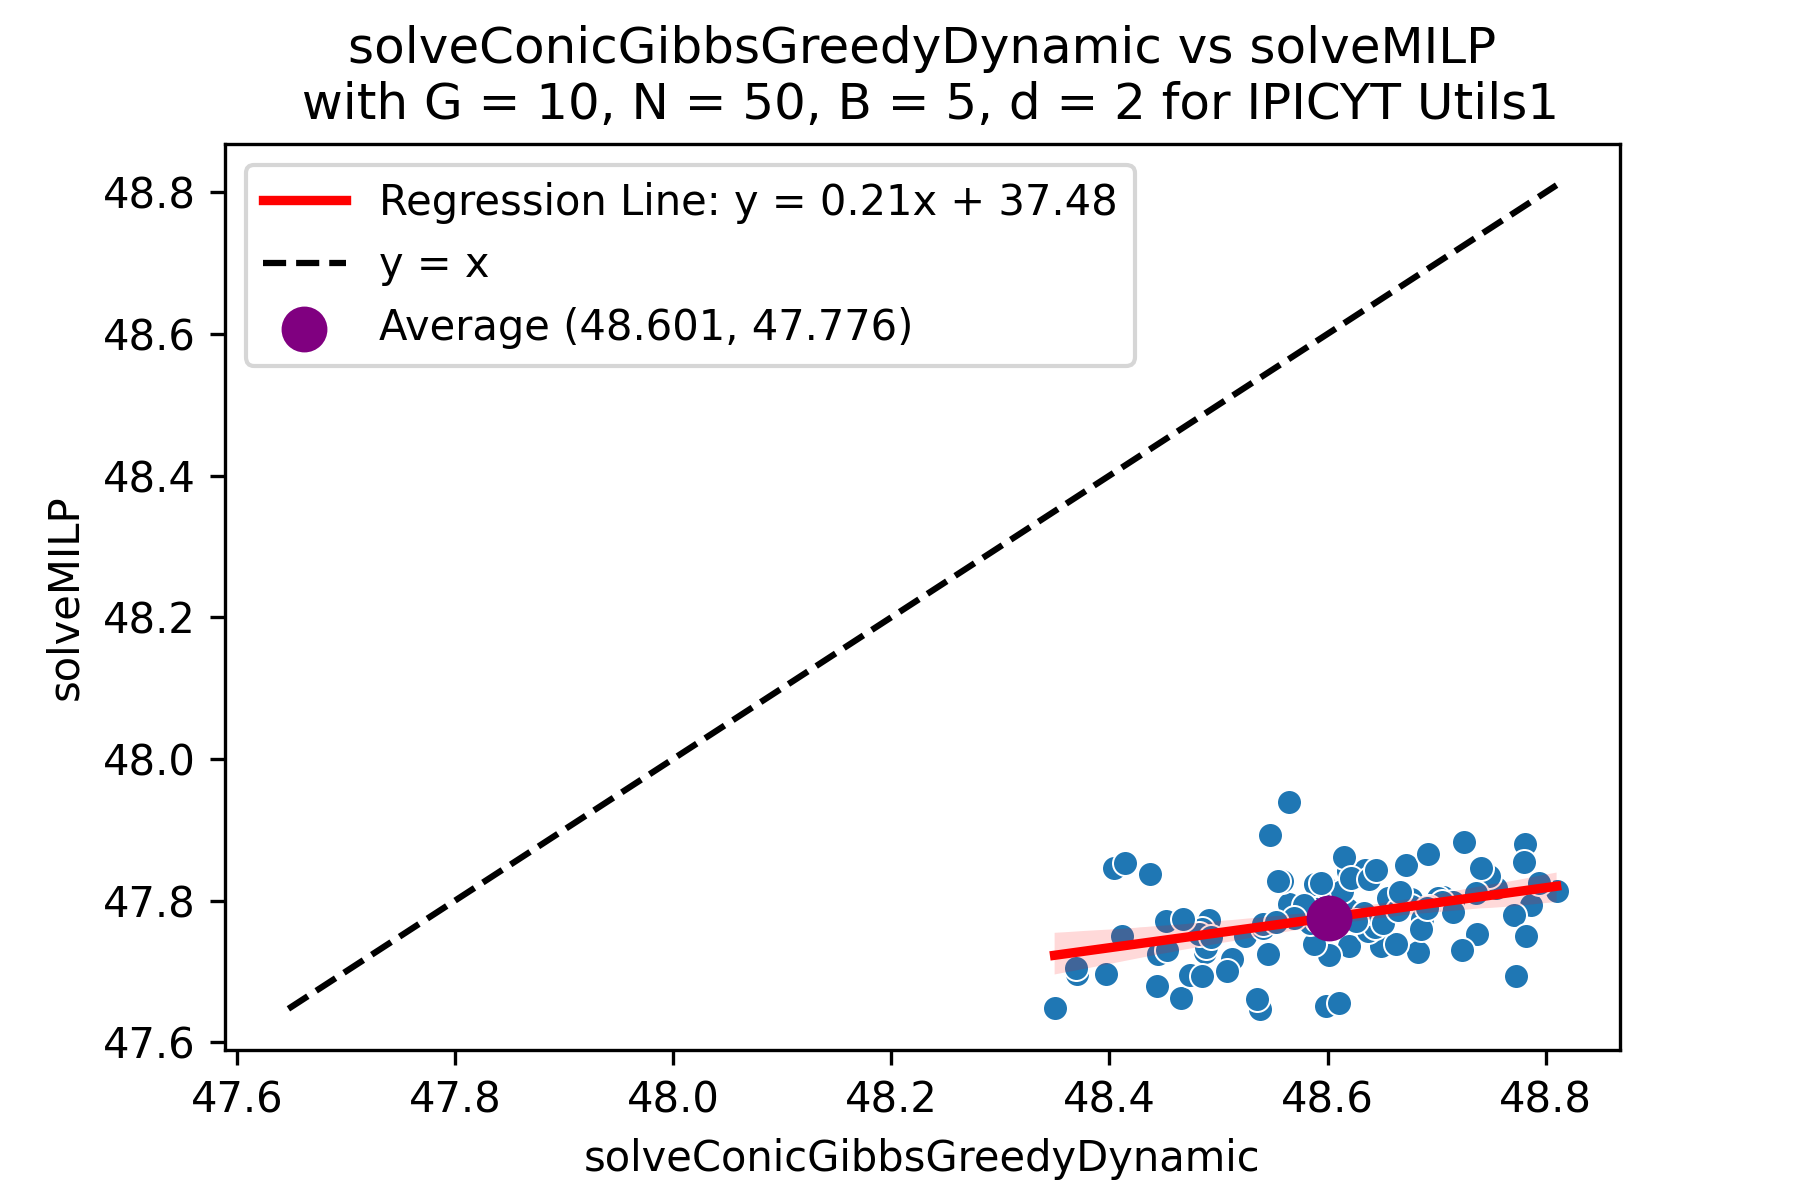 solveConicGibbsGreedyDynamic vs solveMILP
with G = 10, N = 50, B = 5, d = 2 for IPICYT Utils1
Regression Line: y = 0.21x + 37.48
y = x
Average (48.601, 47.776)
48.8
48.6
48.4
48.2
48.0
47.8
47.6
solveMILP
47.6
47.8
48.0
48.2
48.4
48.6
48.8
solveConicGibbsGreedyDynamic